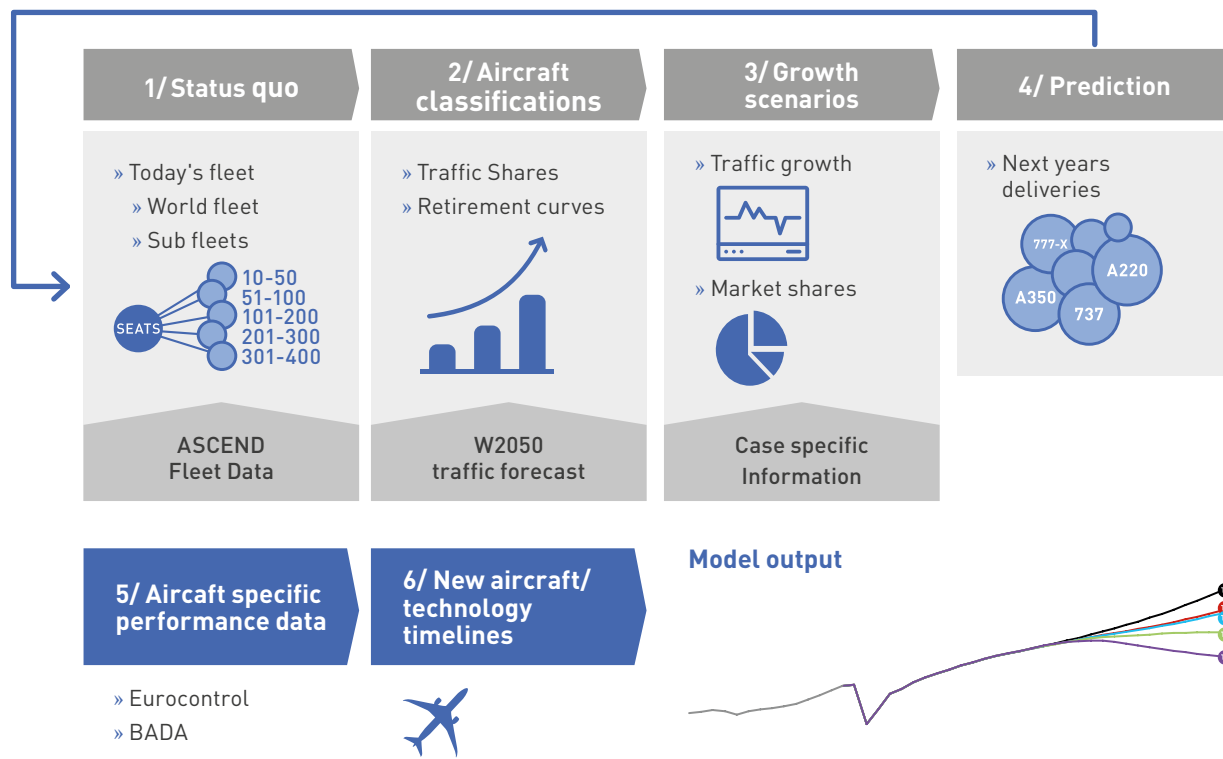 1/ Status quo
2/ Aircraft
classifications
3/ Growth
scenarios
4/ Prediction
» Today's fleet
» World fleet
» Sub fleets
SEATS
10-50
51-100
101-200
201-300
301-400
ASCEND
Fleet Data
» Traffic Shares
» Retirement curves
W2050
traffic forecast
» Traffic growth
» Market shares
Case specific
Information
» Next years
deliveries
777-X
A220
A350
737
5/ Aircaft specific
performance data
» Eurocontrol
» BADA
6/ New aircraft/
technology
timelines
Model output